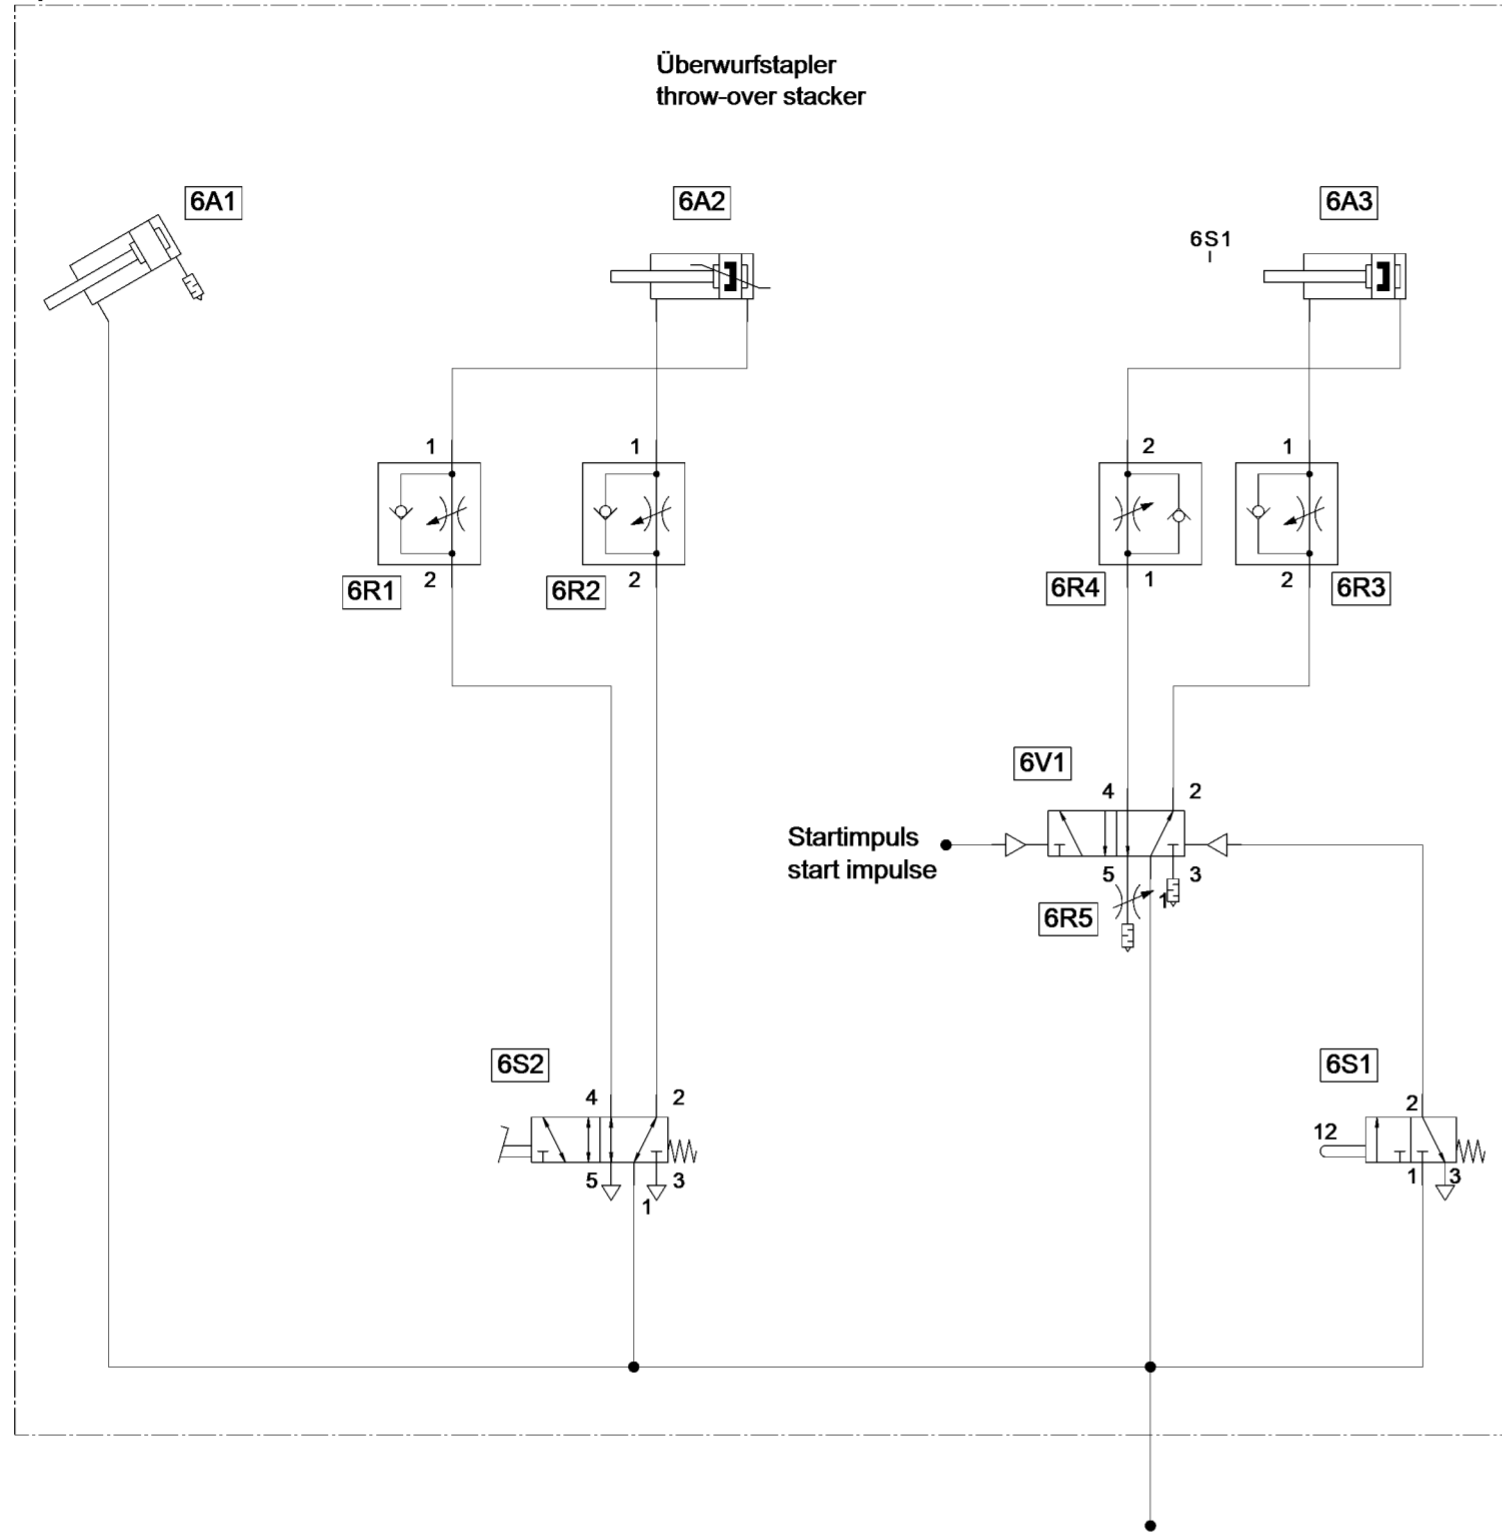 Überwurfstapler
throw-over stacker
6A1
6A2
6A3
6S1
1
1
2
1
6R1
2
6R2
2
6R4
1
2
6R3
6V1
4
2
Startimpuls
start impulse
5
1
3
6R5
6S2
6S1
4
2
2
12
5
1
3
1
3